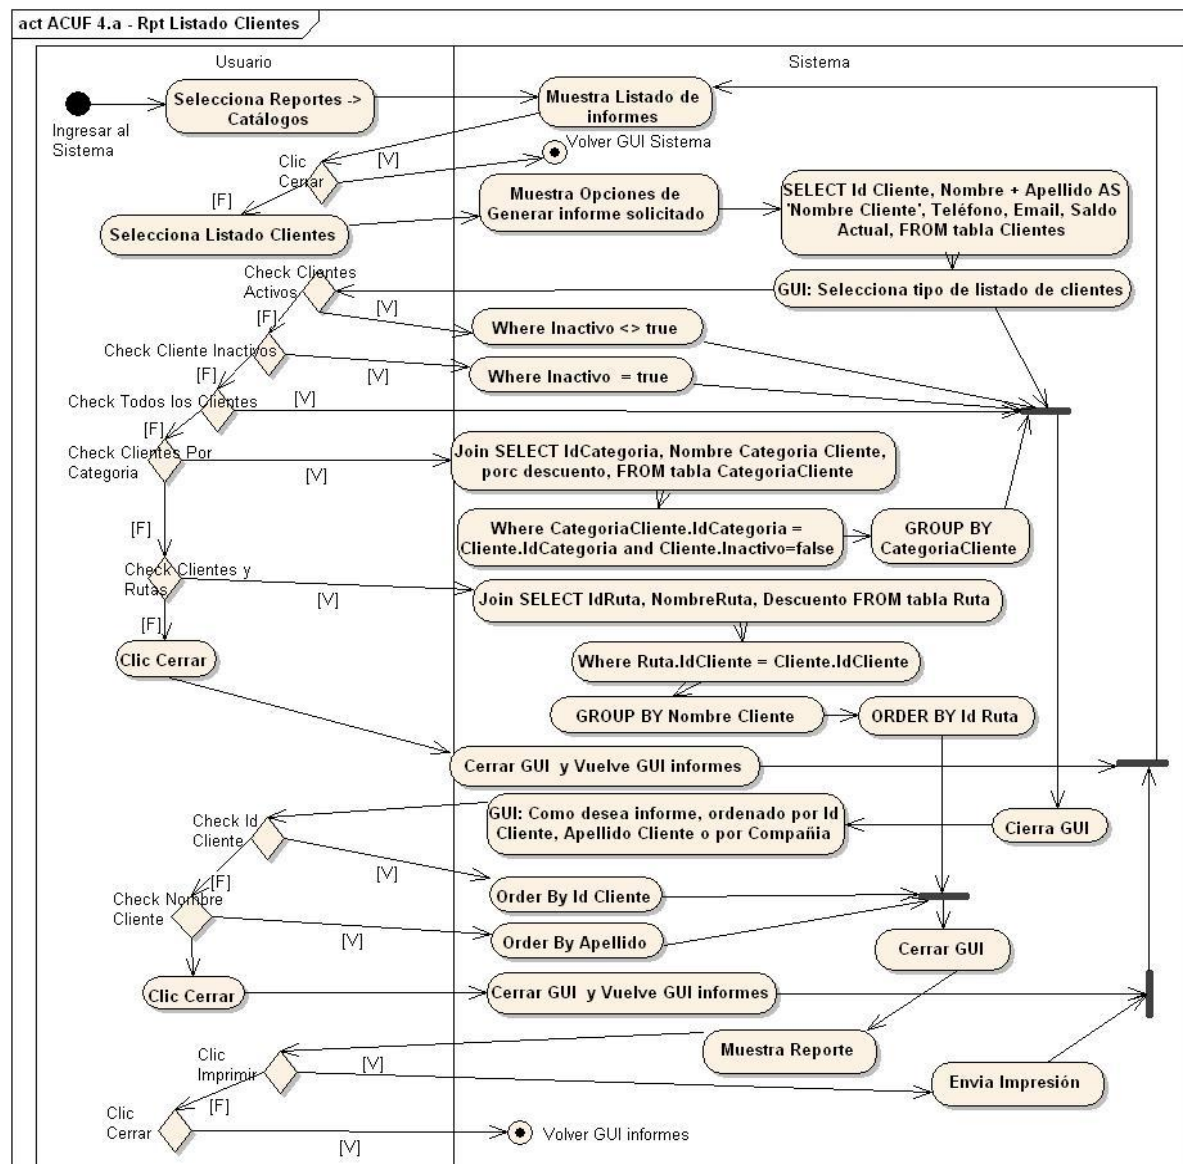 act ACUF 4.a - Rpt Listado Clientes
Usuario
Sistema
Ingresar al
Sistema
Selecciona Reportes ->
Catálogos
Muestra Listado de
informes
Clic
Cerrar
[V]
Volver GUI Sistema
[F]
Selecciona Listado Clientes
Muestra Opciones de
Generar informe solicitado
SELECT Id Cliente, Nombre + Apellido AS
'Nombre Cliente', Teléfono, Email, Saldo
Actual, FROM tabla Clientes
GUI: Selecciona tipo de listado de clientes
Check Clientes
Activos
[V]
[F]
Where Inactivo <> true
Check Cliente Inactivos
[V]
[F]
Where Inactivo = true
Check Todos los Clientes
[V]
[F]
Check Clientes Por
Categoria
[V]
Join SELECT IdCategoria, Nombre Categoria Cliente,
porc descuento, FROM tabla CategoriaCliente
Where CategoriaCliente.IdCategoria =
Cliente.IdCategoria and Cliente.Inactivo=false
GROUP BY
CategoriaCliente
[F]
Check Clientes y
Rutas
[V]
Join SELECT IdRuta, NombreRuta, Descuento FROM tabla Ruta
[F]
Clic Cerrar
Where Ruta.IdCliente = Cliente.IdCliente
GROUP BY Nombre Cliente
ORDER BY Id Ruta
Cerrar GUI y Vuelve GUI informes
GUI: Como desea informe, ordenado por Id
Cliente, Apellido Cliente o por Compañia
Cierra GUI
Check Id
Cliente
[V]
[F]
Order By Id Cliente
Check Nombre
Cliente
[V]
Order By Apellido
Cerrar GUI
Clic Cerrar
Cerrar GUI y Vuelve GUI informes
Muestra Reporte
Clic
Imprimir
[V]
Envia Impresión
[F]
Clic
Cerrar
[V]
Volver GUI informes